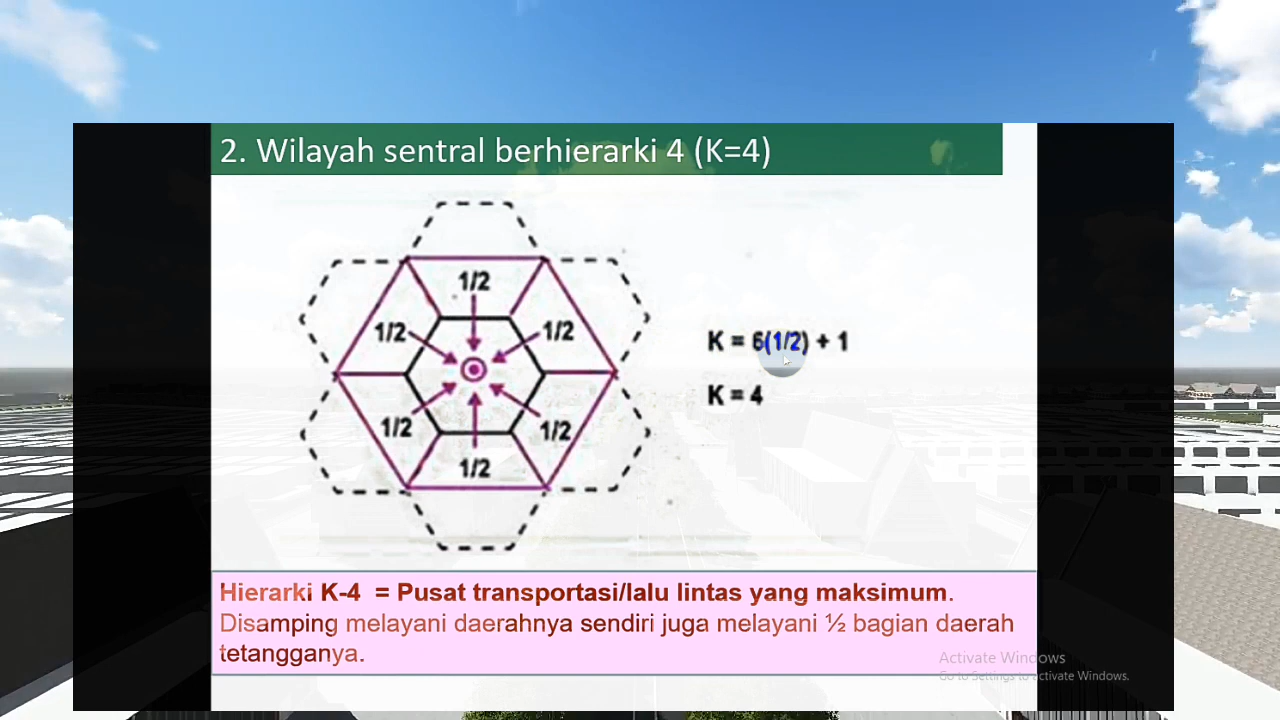 2. Wilayah sentral berhierarki 4 (K=4)
1/2
1/2
1/2
K = 6(1/2) + 1
K = 4
1/2
1/2
1/2
Hierarki K-4 = Pusat transportasi/lalu lintas yang maksimum.
Disamping melayani daerahnya sendiri juga melayani ½ bagian daerah
tetangganya.
Activate Windows
Go to Settings to activate Windows.